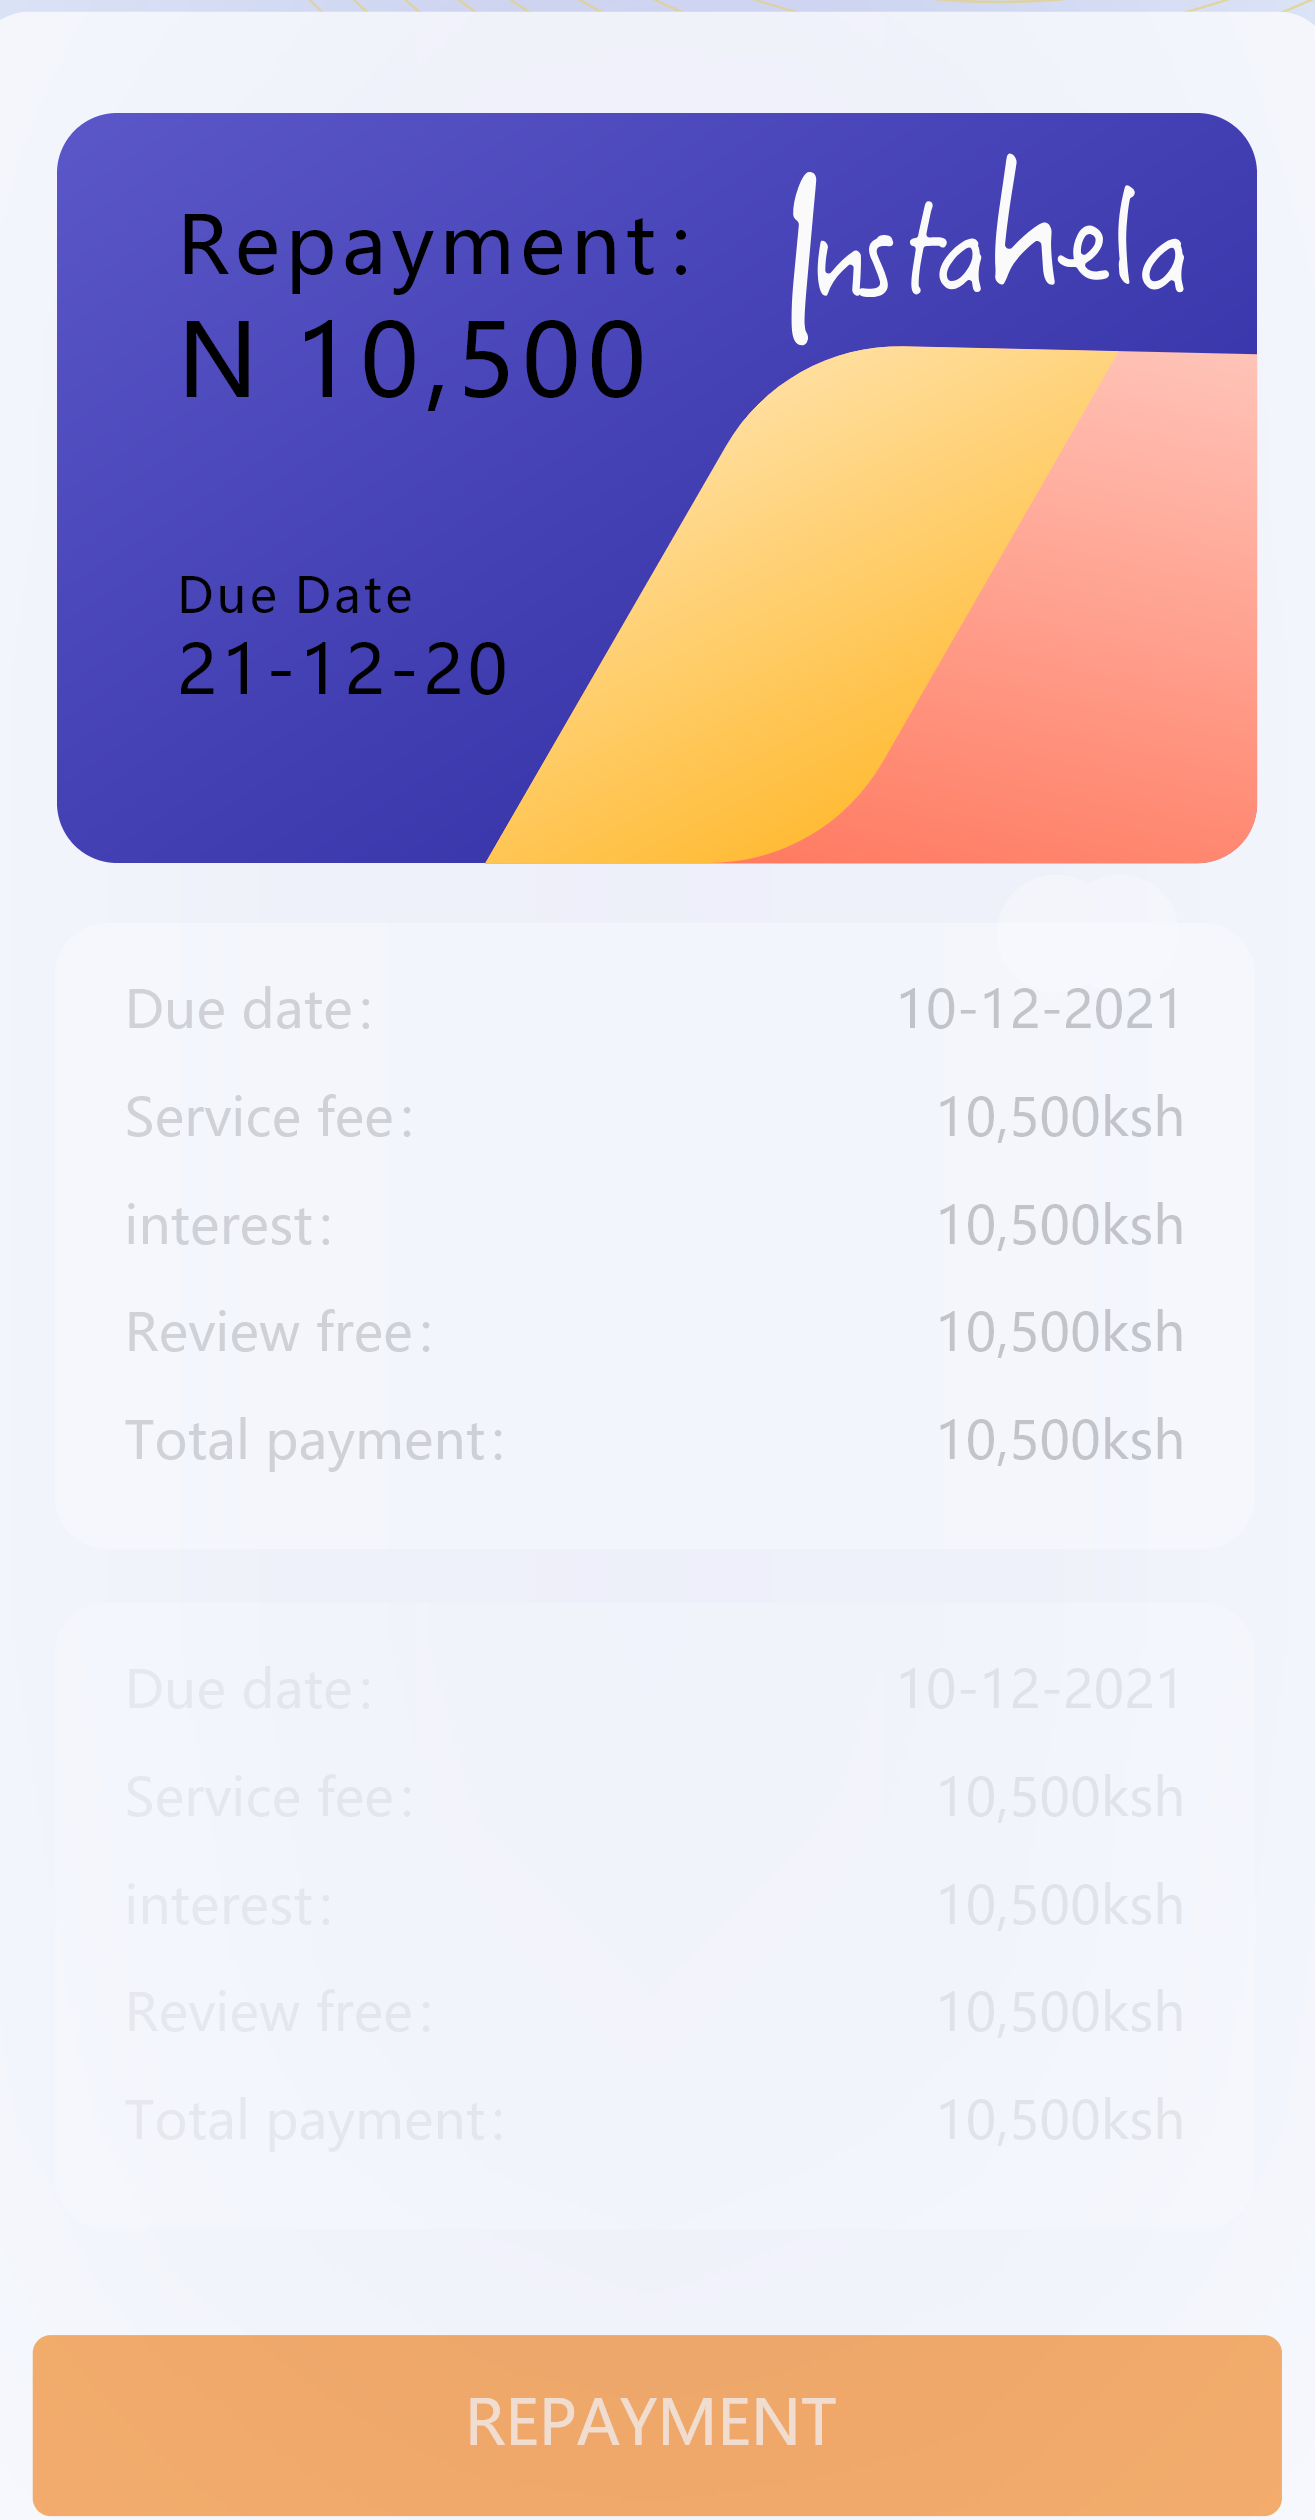 Repayment:
InstaHela
N 10,500
Due Date
21-12-20
Due date: 10-12-2021
Service fee: 10,500ksh
interest: 10,500ksh
Review free: 10,500ksh
Total payment: 10,500ksh
Due date: 10-12-2021
Service fee: 10,500ksh
interest: 10,500ksh
Review free: 10,500ksh
Total payment: 10,500ksh
REPAYMENT